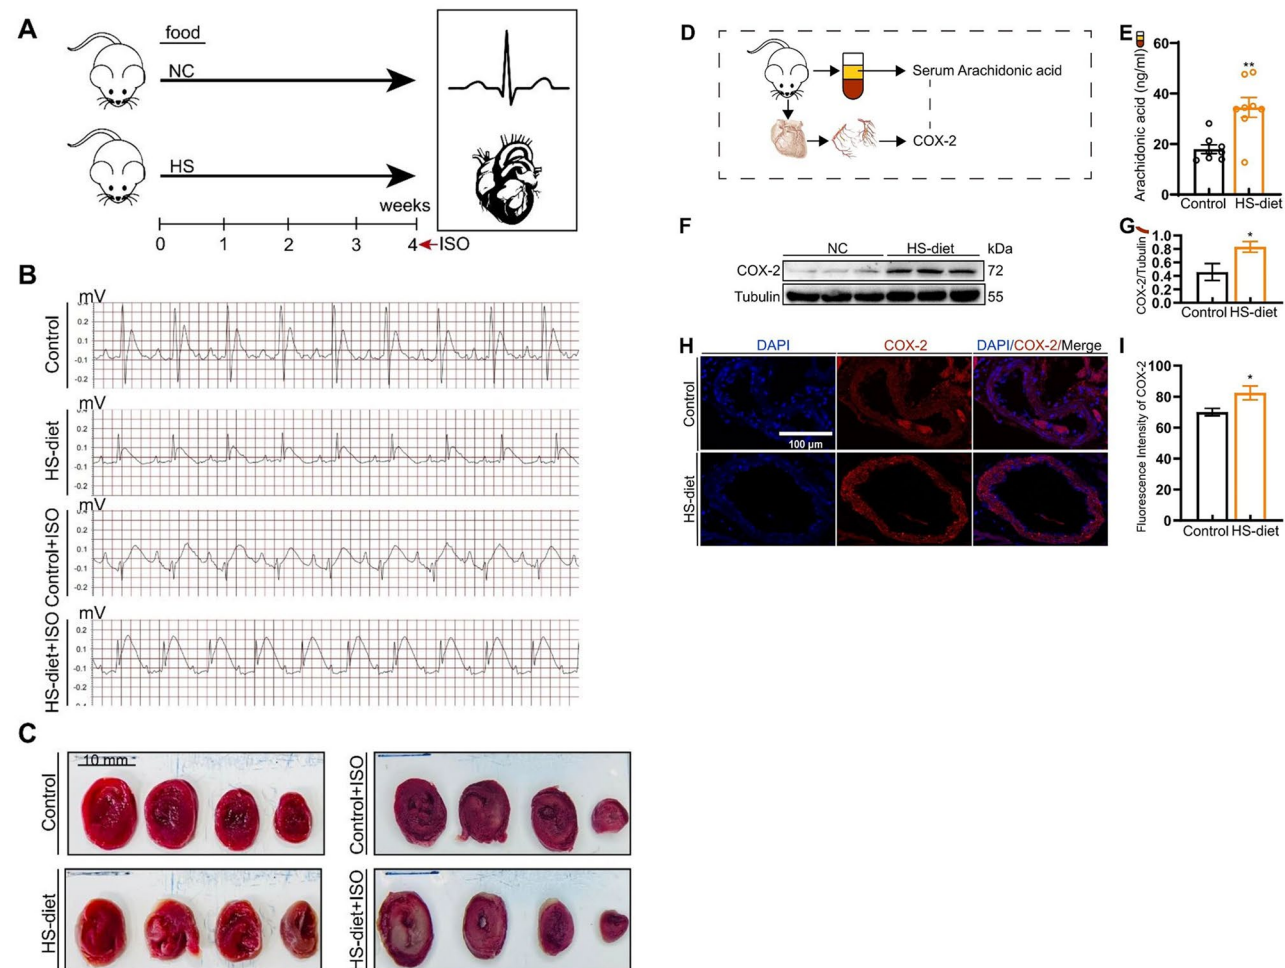 A
food
NC
HS
weeks
0 1 2 3 4 ISO
B
mV
Control
0.4
0.2
-0.1
-0.2
mV
HS-diet
0.2
0.1
-0.1
-0.2
mV
Control+ISO
0.2
0.1
-0.1
-0.2
mV
HS-diet+ISO
0.2
0.1
-0.1
-0.2
C
Control
10 mm
Control+ISO
HS-diet
HS-diet+ISO
D
Serum Arachidonic acid
COX-2
E
Arachidonic acid (ng/ml)
60
40
20
0
**
Control HS-diet
F
NC HS-diet kDa
COX-2 72
Tubulin 55
G
COX-2/Tubulin
1.0
0.8
0.6
0.4
0.2
0.0
*
Control HS-diet
H
DAPI COX-2 DAPI/COX-2/Merge
Control
100 μm
HS-diet
I
Fluorescence Intensity of COX-2
100
80
60
40
20
0
*
Control HS-diet